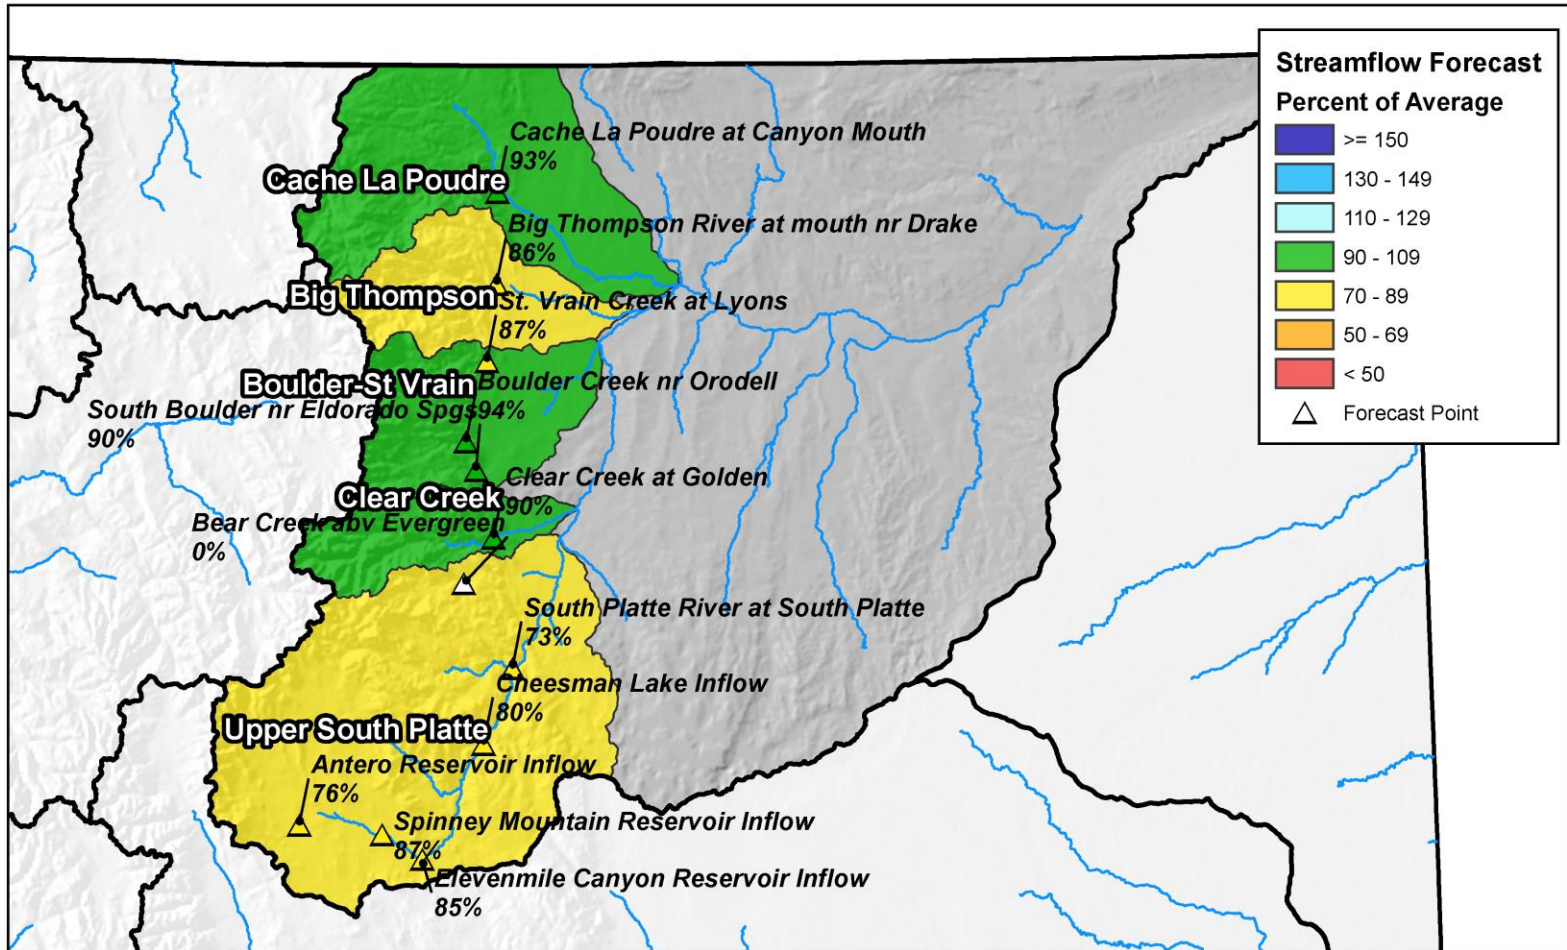 Streamflow Forecast
Percent of Average
>= 150
130 - 149
110 - 129
90 - 109
70 - 89
50 - 69
< 50
Forecast Point
Cache La Poudre at Canyon Mouth
93%
Cache La Poudre
Big Thompson River at mouth nr Drake
86%
Big Thompson
St. Vrain Creek at Lyons
87%
Boulder-St Vrain
Boulder Creek nr Orodell
94%
South Boulder nr Eldorado Spgs
90%
Clear Creek at Golden
90%
Clear Creek
Bear Creek abv Evergreen
0%
South Platte River at South Platte
73%
Cheesman Lake Inflow
80%
Upper South Platte
Antero Reservoir Inflow
76%
Spinney Mountain Reservoir Inflow
87%
Elevenmile Canyon Reservoir Inflow
85%